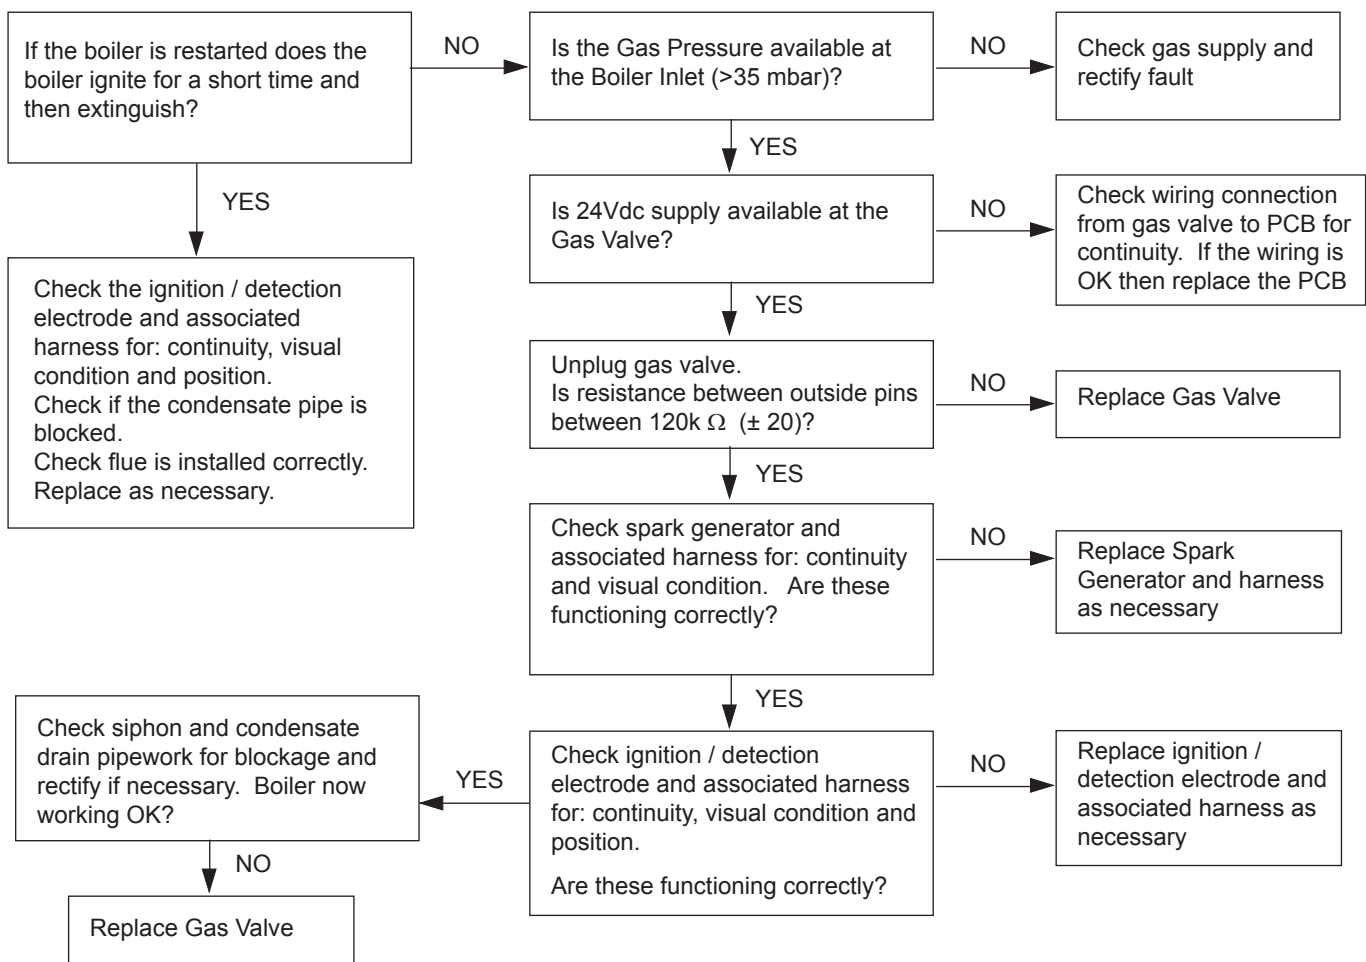 If the boiler is restarted does the
boiler ignite for a short time and
then extinguish?
NO
Is the Gas Pressure available at
the Boiler Inlet (>35 mbar)?
NO
Check gas supply and
rectify fault
YES
YES
Is 24Vdc supply available at the
Gas Valve?
NO
Check wiring connection
from gas valve to PCB for
continuity.  If the wiring is
OK then replace the PCB
Check the ignition / detection
electrode and associated
harness for: continuity, visual
condition and position.
Check if the condensate pipe is
blocked.
Check flue is installed correctly.
Replace as necessary.
YES
Unplug gas valve.
Is resistance between outside pins
between 120k Ω  (± 20)?
NO
Replace Gas Valve
YES
Check spark generator and
associated harness for: continuity
and visual condition.   Are these
functioning correctly?
NO
Replace Spark
Generator and harness
as necessary
YES
Check ignition / detection
electrode and associated harness
for: continuity, visual condition and
position.
Are these functioning correctly?
NO
Replace ignition /
detection electrode and
associated harness as
necessary
YES
Check siphon and condensate
drain pipework for blockage and
rectify if necessary.  Boiler now
working OK?
NO
Replace Gas Valve